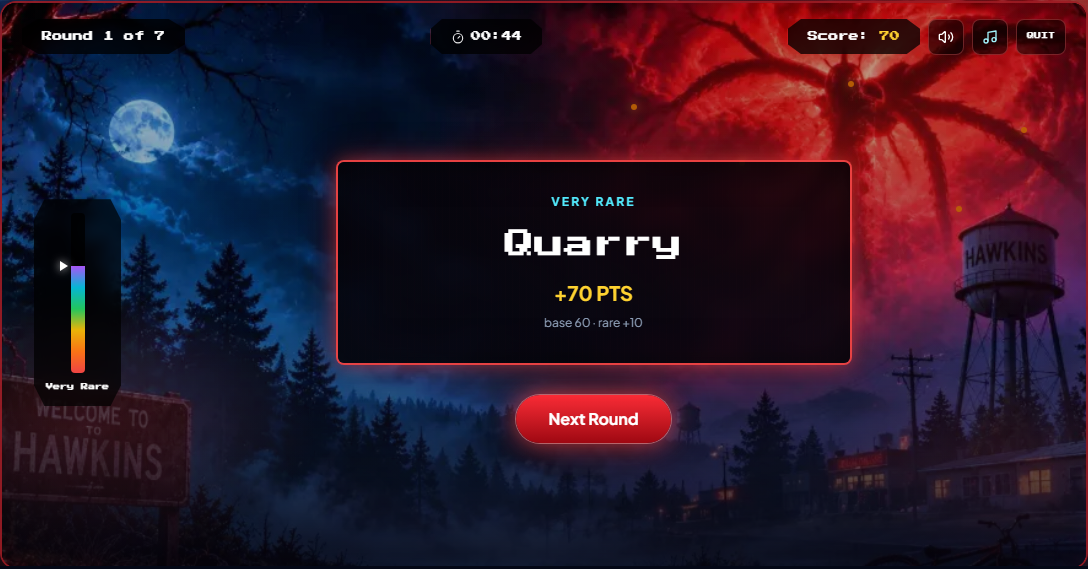 Round 1 of 7
00:44
Score: 70
QUIT
VERY RARE
Quarry
+70 PTS
base 60 · rare +10
Next Round
Very Rare
HAWKINS
WELCOME TO
TO
HAWKINS